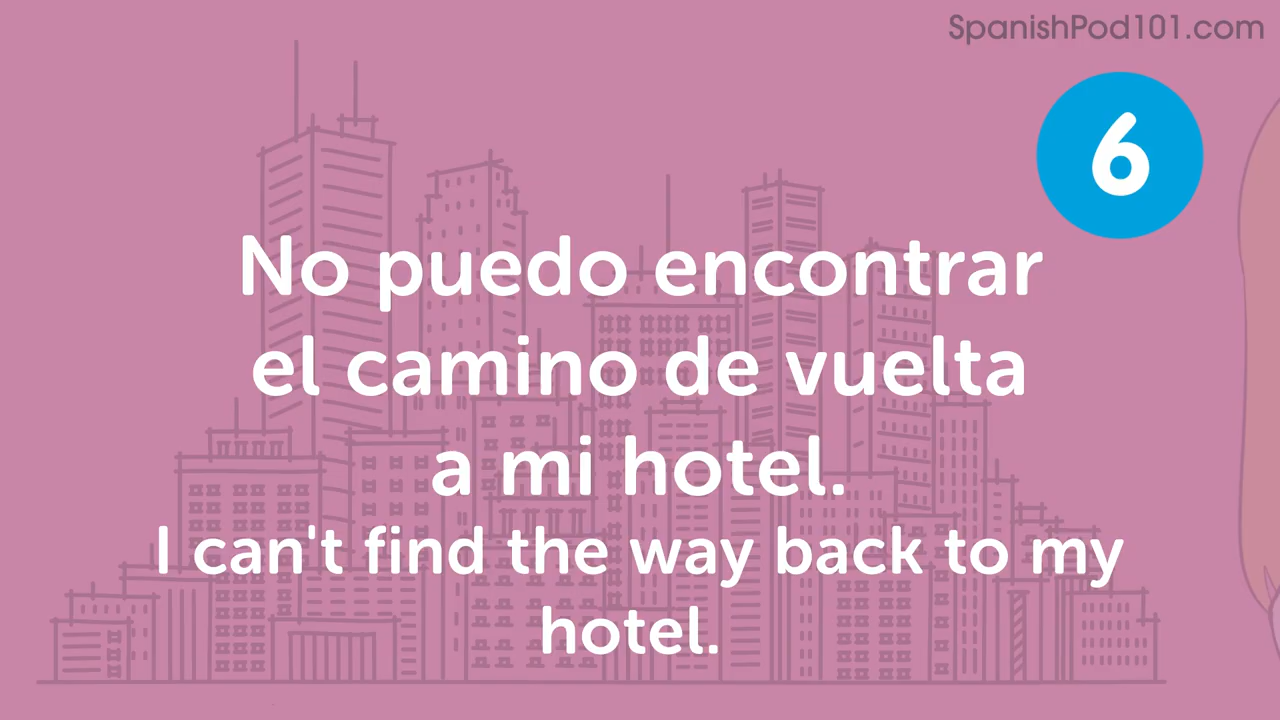 SpanishPod101.com
6
No puedo encontrar
el camino de vuelta
a mi hotel.
I can't find the way back to my
hotel.